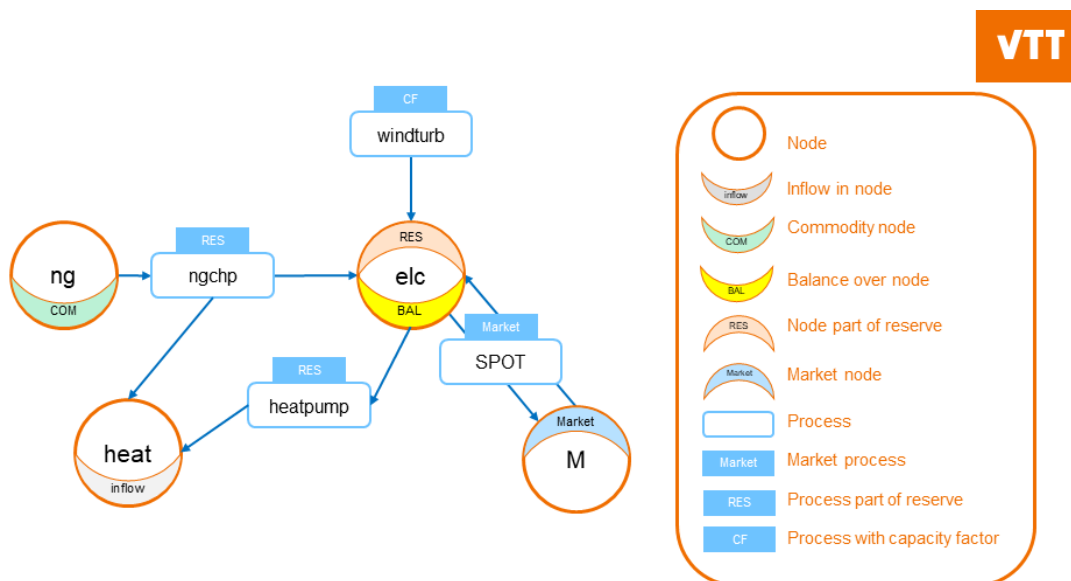 VTT
CF
windturb
RES
ngchp
ng
COM
RES
elc
BAL
Market
SPOT
RES
heatpump
heat
inflow
Market
M
Node
inflow
Inflow in node
COM
Commodity node
BAL
Balance over node
RES
Node part of reserve
Market
Market node
Process
Market
Market process
RES
Process part of reserve
CF
Process with capacity factor